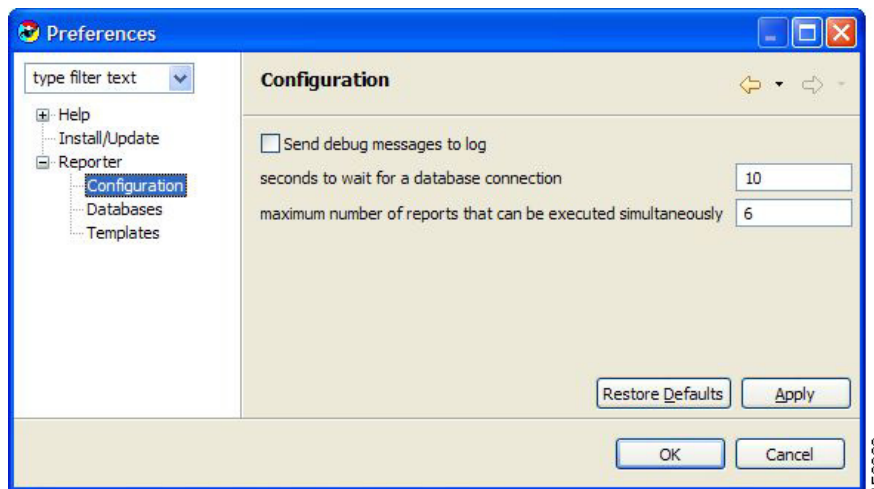 Preferences
type filter text
Help
Install/Update
Reporter
Configuration
Databases
Templates
Configuration
Send debug messages to log
seconds to wait for a database connection 10
maximum number of reports that can be executed simultaneously 6
Restore Defaults Apply
OK Cancel